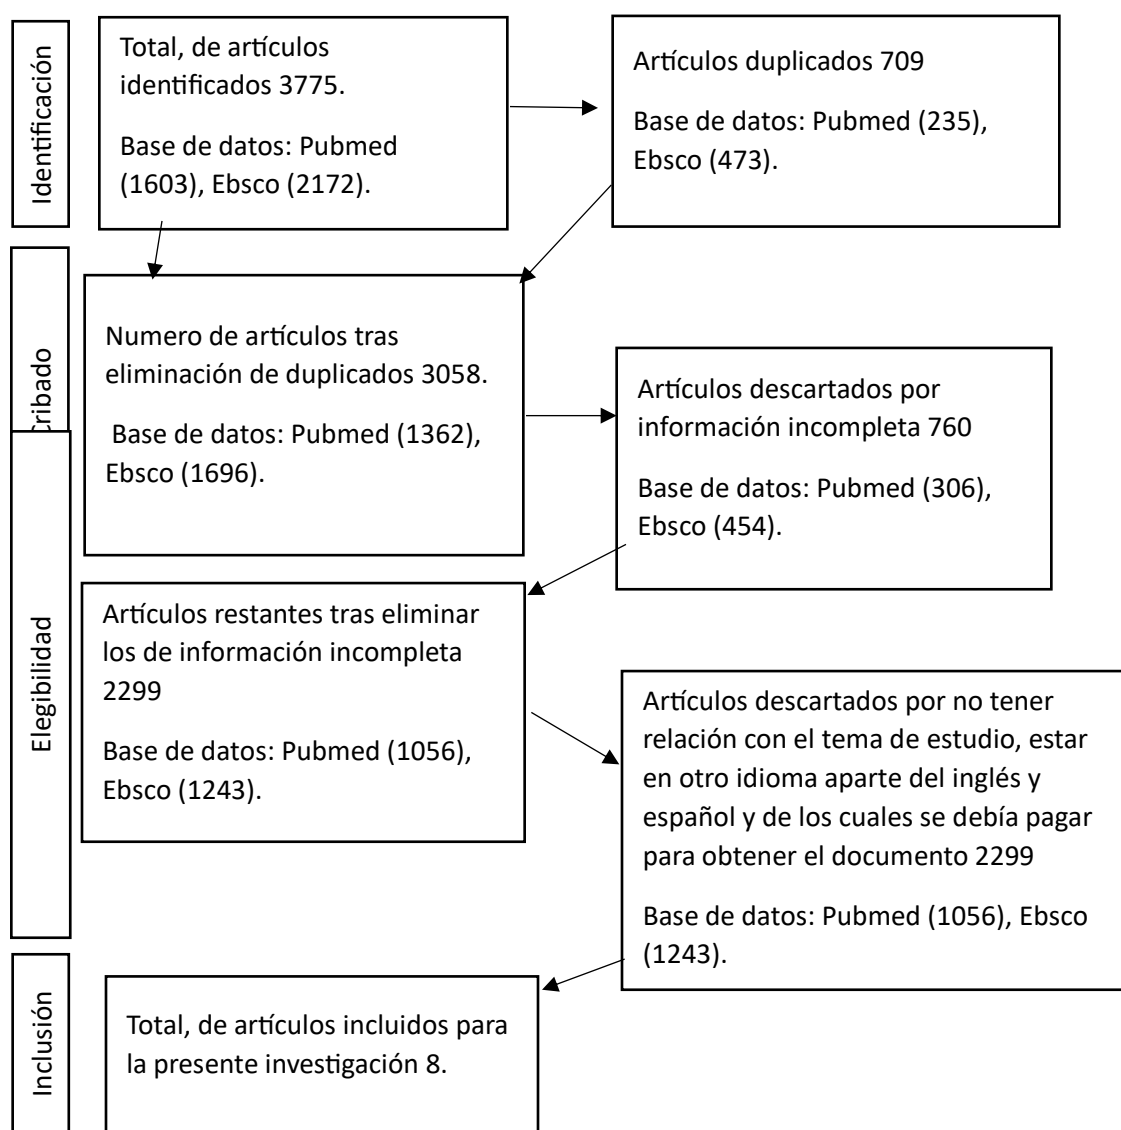 Identificación
Total, de artículos
identificados 3775.
Base de datos: Pubmed
(1603), Ebsco (2172).
Artículos duplicados 709
Base de datos: Pubmed (235),
Ebsco (473).
Numero de artículos tras
eliminación de duplicados 3058.
Base de datos: Pubmed (1362),
Ebsco (1696).
Artículos descartados por
información incompleta 760
Base de datos: Pubmed (306),
Ebsco (454).
Elegibilidad
Artículos restantes tras eliminar
los de información incompleta
2299
Base de datos: Pubmed (1056),
Ebsco (1243).
Artículos descartados por no tener
relación con el tema de estudio, estar
en otro idioma aparte del inglés y
español y de los cuales se debía pagar
para obtener el documento 2299
Base de datos: Pubmed (1056), Ebsco
(1243).
Inclusión
Total, de artículos incluidos para
la presente investigación 8.